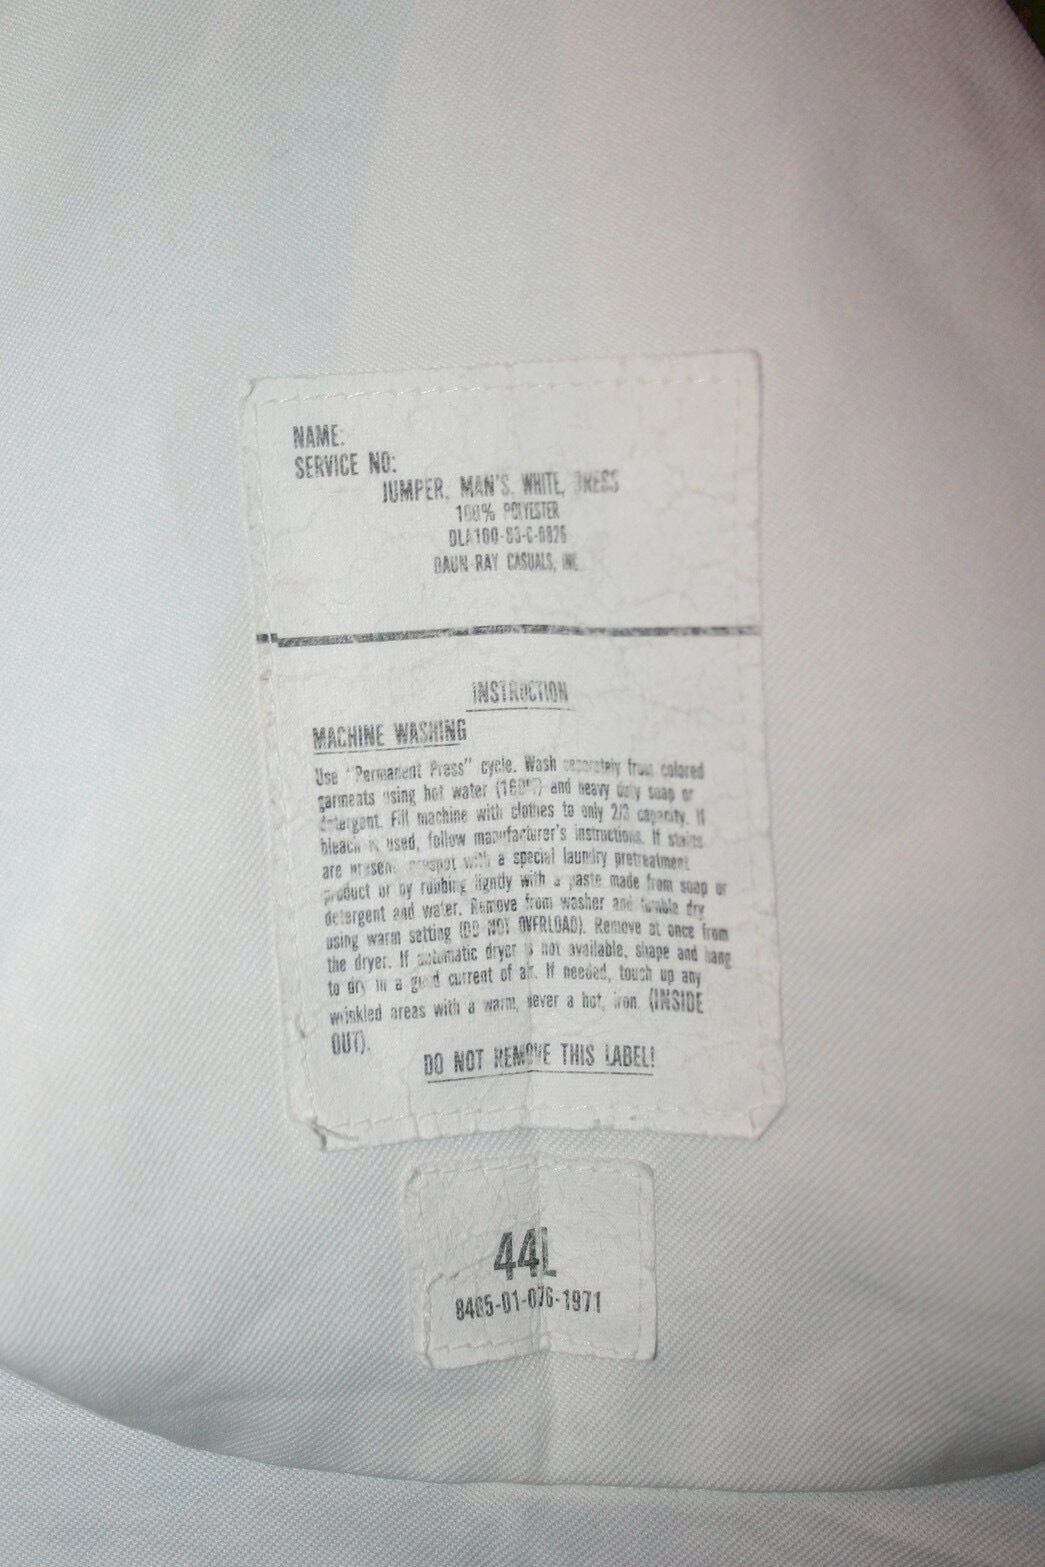 NAME:
SERVICE NO:
JUMPER, MAN'S, WHITE, DRESS
100% POLYESTER
DLA100-83-C-0826
DAUN-RAY CASUALS, INC.
INSTRUCTION
MACHINE WASHING
Use "Permanent Press" cycle. Wash separately from colored
garments using hot water (160°) and heavy duty soap or
detergent. Fill machine with clothes to only 2/3 capacity. If
bleach is used, follow manufacturer's instructions. If stains
are present, prespot with a special laundry pretreatment
product or by rubbing lightly with a paste made from soap or
detergent and water. Remove from washer and tumble dry
using warm setting (DO NOT OVERLOAD). Remove at once from
the dryer. If automatic dryer is not available, shape and hang
to dry in a good current of air. If needed, touch up any
wrinkled areas with a warm, never a hot, iron. (INSIDE
OUT).
DO NOT REMOVE THIS LABEL!
44L
8405-01-076-1971